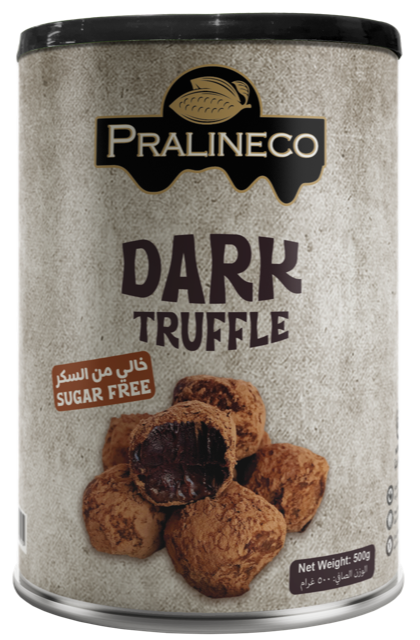 PRALINECO
DARK
TRUFFLE
خالي من السكر
SUGAR FREE
Net Weight: 500g
الوزن الصافي: ٥٠٠ غرام